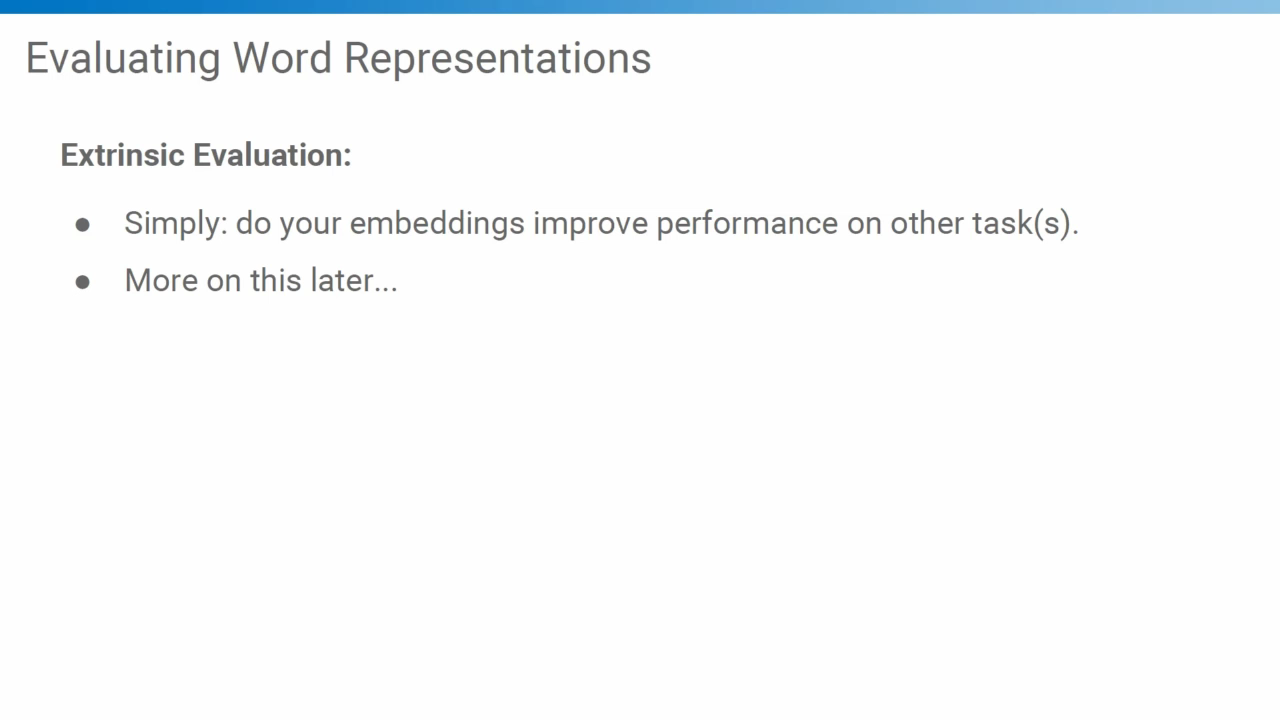 Evaluating Word Representations
Extrinsic Evaluation:
● Simply: do your embeddings improve performance on other task(s).
● More on this later...